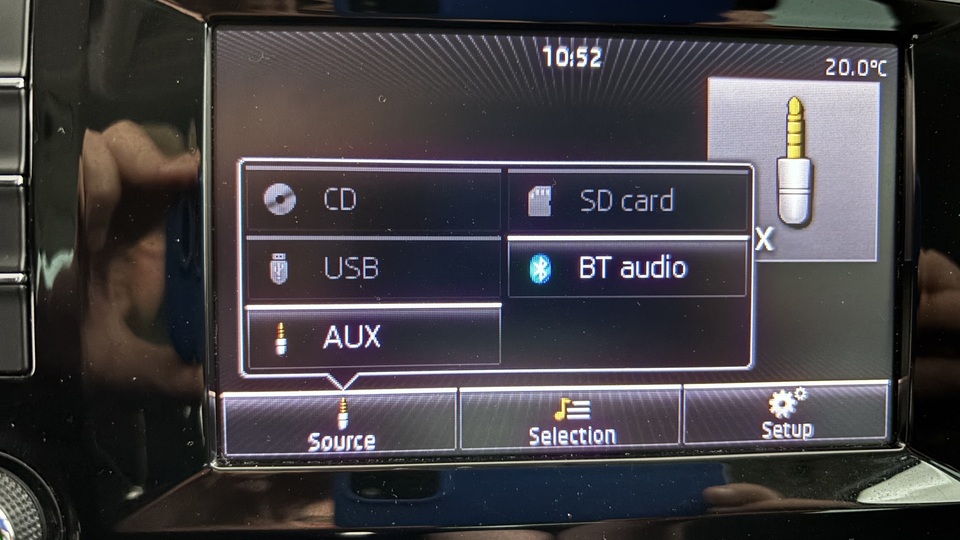 10:52
20.0°C
CD
SD card
X
USB
BT audio
AUX
Source
Selection
Setup